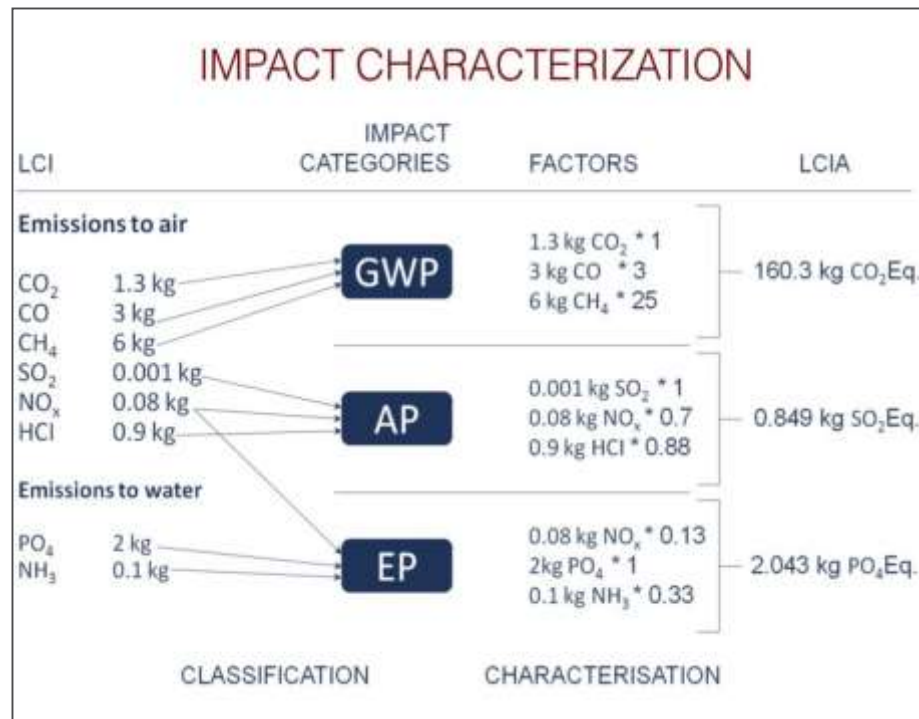 IMPACT CHARACTERIZATION
LCI
IMPACT CATEGORIES
FACTORS
LCIA
Emissions to air
CO₂ 1.3 kg
CO 3 kg
CH₄ 6 kg
SO₂ 0.001 kg
NOₓ 0.08 kg
HCl 0.9 kg
Emissions to water
PO₄ 2 kg
NH₃ 0.1 kg
GWP
1.3 kg CO₂ * 1
3 kg CO * 3
6 kg CH₄ * 25
160.3 kg CO₂Eq.
AP
0.001 kg SO₂ * 1
0.08 kg NOₓ * 0.7
0.9 kg HCl * 0.88
0.849 kg SO₂Eq.
EP
0.08 kg NOₓ * 0.13
2kg PO₄ * 1
0.1 kg NH₃ * 0.33
2.043 kg PO₄Eq.
CLASSIFICATION
CHARACTERISATION